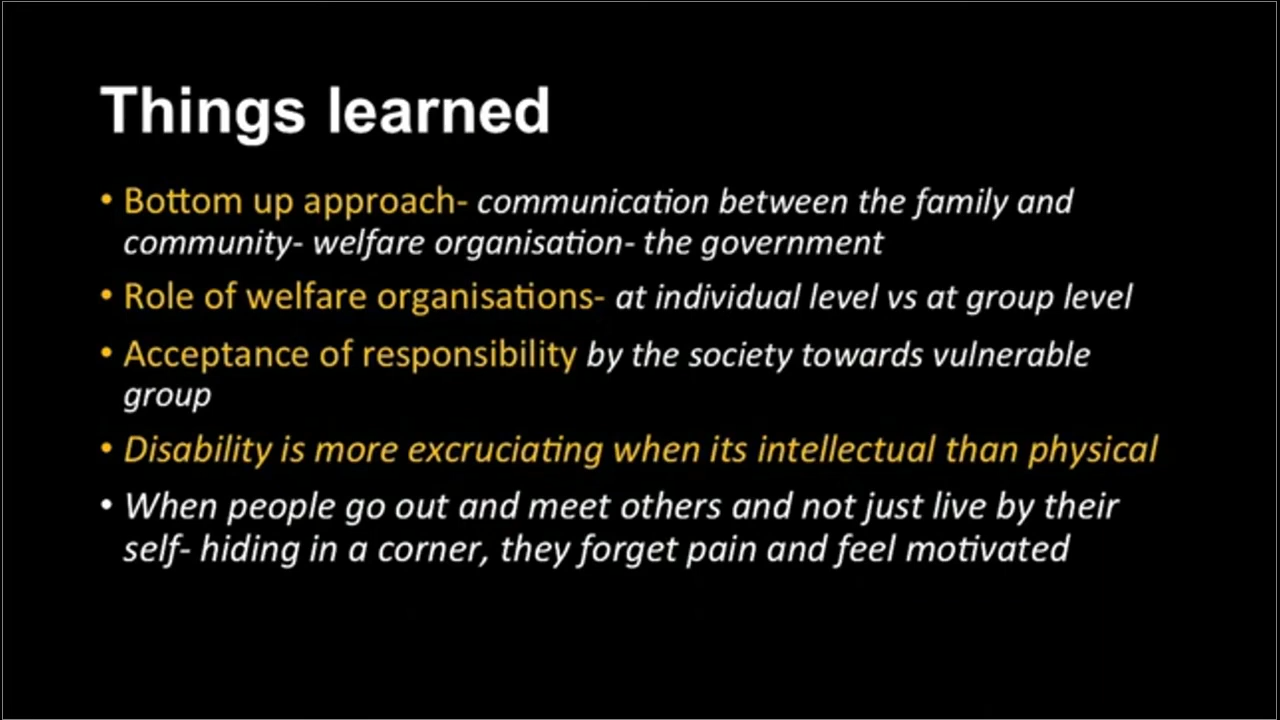 Things learned
• Bottom up approach- communication between the family and
community- welfare organisation- the government
• Role of welfare organisations- at individual level vs at group level
• Acceptance of responsibility by the society towards vulnerable
group
• Disability is more excruciating when its intellectual than physical
• When people go out and meet others and not just live by their
self- hiding in a corner, they forget pain and feel motivated